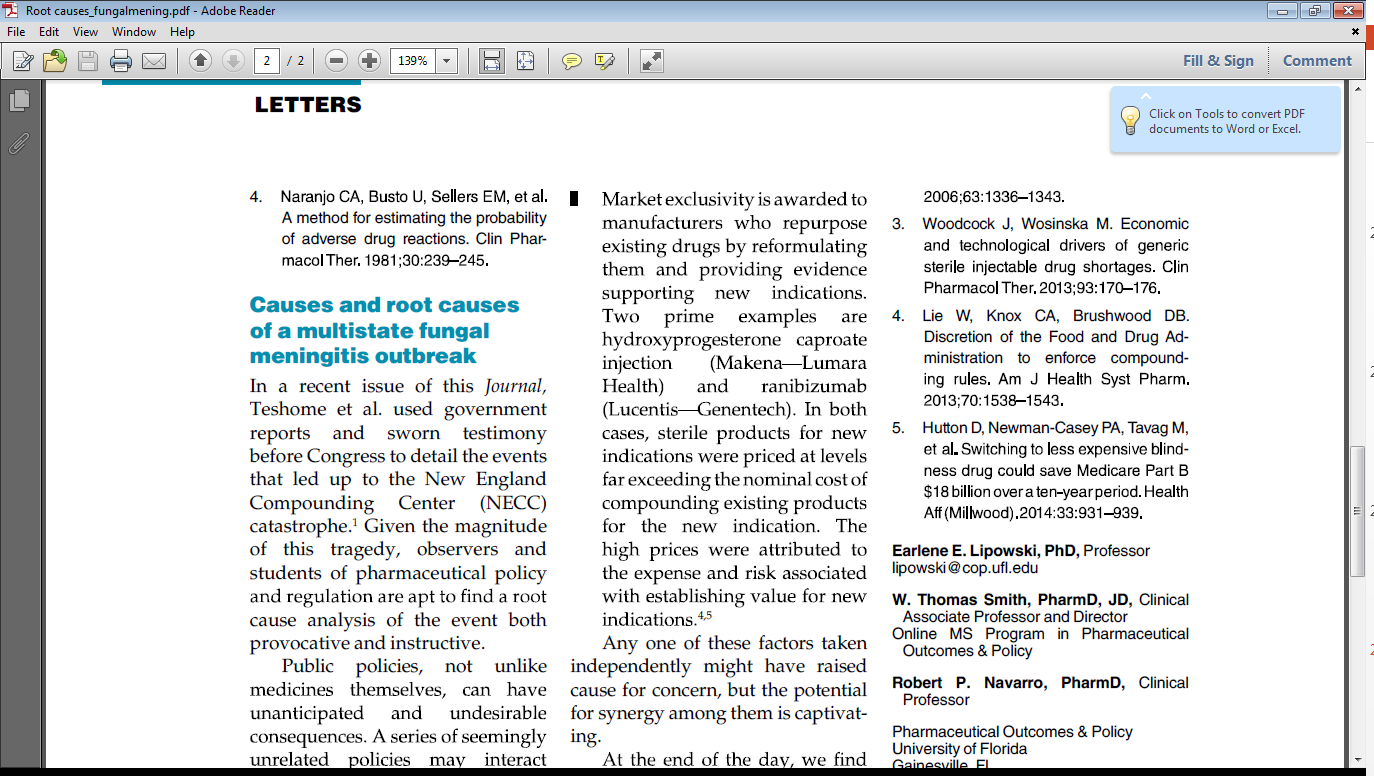 Root causes_fungalmening.pdf - Adobe Reader
File Edit View Window Help
2 / 2
139%
Fill & Sign
Comment
Click on Tools to convert PDF
documents to Word or Excel.
LETTERS
4. Naranjo CA, Busto U, Sellers EM, et al.
A method for estimating the probability
of adverse drug reactions. Clin Phar-
macol Ther. 1981;30:239–245.
Causes and root causes
of a multistate fungal
meningitis outbreak
In a recent issue of this Journal,
Teshome et al. used government
reports and sworn testimony
before Congress to detail the events
that led up to the New England
Compounding Center (NECC)
catastrophe.1 Given the magnitude
of this tragedy, observers and
students of pharmaceutical policy
and regulation are apt to find a root
cause analysis of the event both
provocative and instructive.
Public policies, not unlike
medicines themselves, can have
unanticipated and undesirable
consequences. A series of seemingly
unrelated policies may interact
Market exclusivity is awarded to
manufacturers who repurpose
existing drugs by reformulating
them and providing evidence
supporting new indications.
Two prime examples are
hydroxyprogesterone caproate
injection (Makena—Lumara
Health) and ranibizumab
(Lucentis—Genentech). In both
cases, sterile products for new
indications were priced at levels
far exceeding the nominal cost of
compounding existing products
for the new indication. The
high prices were attributed to
the expense and risk associated
with establishing value for new
indications.4,5
Any one of these factors taken
independently might have raised
cause for concern, but the potential
for synergy among them is captivat-
ing.
At the end of the day, we find
2006;63:1336–1343.
3. Woodcock J, Wosinska M. Economic
and technological drivers of generic
sterile injectable drug shortages. Clin
Pharmacol Ther. 2013;93:170–176.
4. Lie W, Knox CA, Brushwood DB.
Discretion of the Food and Drug Ad-
ministration to enforce compound-
ing rules. Am J Health Syst Pharm.
2013;70:1538–1543.
5. Hutton D, Newman-Casey PA, Tavag M,
et al. Switching to less expensive blind-
ness drug could save Medicare Part B
$18 billion over a ten-year period. Health
Aff (Millwood). 2014:33:931–939.
Earlene E. Lipowski, PhD, Professor
lipowski@cop.ufl.edu
W. Thomas Smith, PharmD, JD, Clinical
Associate Professor and Director
Online MS Program in Pharmaceutical
Outcomes & Policy
Robert P. Navarro, PharmD, Clinical
Professor
Pharmaceutical Outcomes & Policy
University of Florida
Gainesville, FL